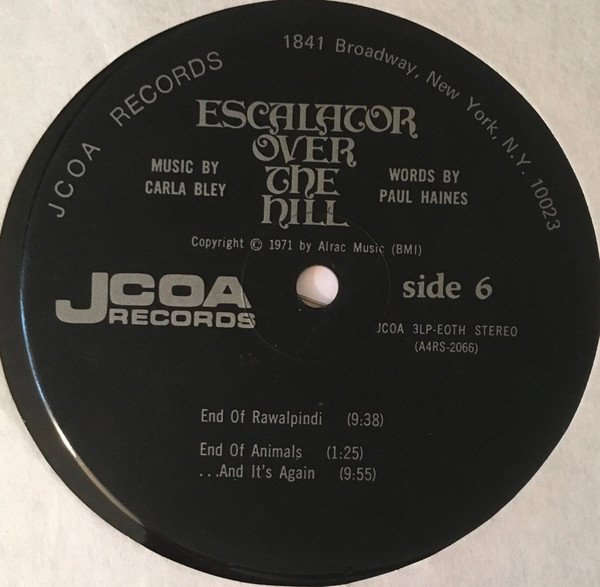 JCOA RECORDS
1841 Broadway, New York, N.Y. 10023
ESCALATOR
OVER
THE
HILL
MUSIC BY
CARLA BLEY
WORDS BY
PAUL HAINES
Copyright © 1971 by Alrac Music (BMI)
JCOA
RECORDS
side 6
JCOA 3LP-EOTH STEREO
(A4RS-2066)
End Of Rawalpindi (9:38)
End Of Animals (1:25)
...And It's Again (9:55)